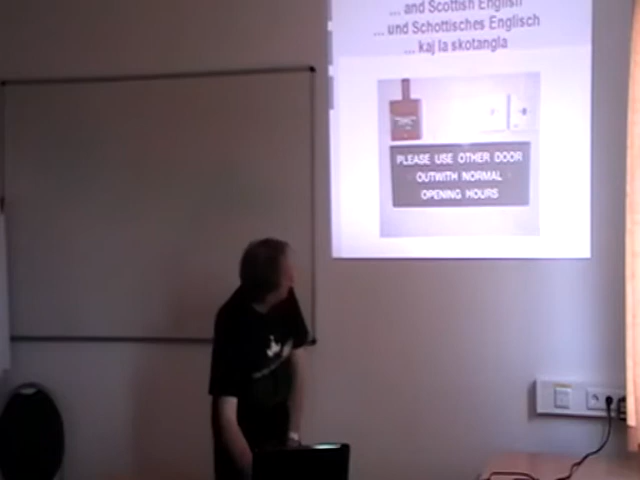 ... and Scottish English
... und Schottisches Englisch
... kaj la skotangla
PLEASE USE OTHER DOOR
OUTWITH NORMAL
OPENING HOURS